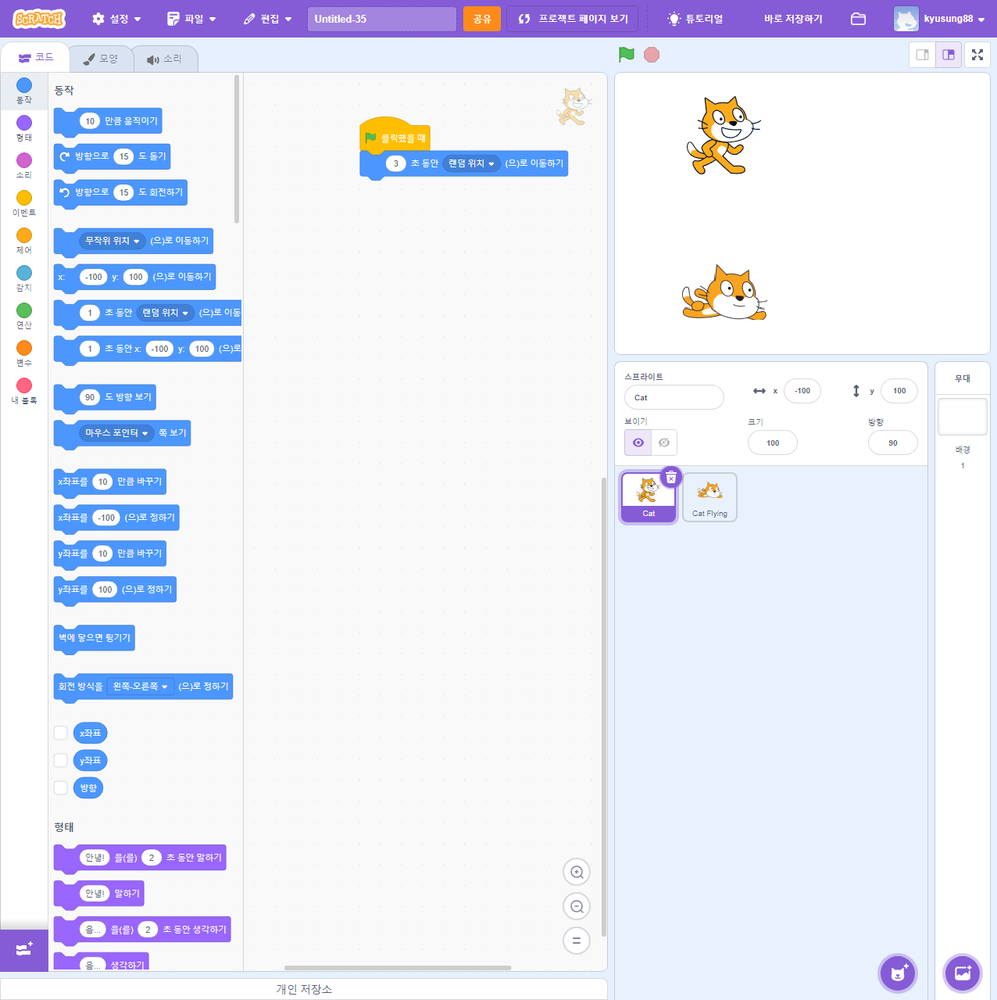 SCRATCH 설정 파일 편집 Untitled-35 공유 프로젝트 페이지 보기 튜토리얼 바로 저장하기 kyusung88
코드 모양 소리
동작
형태
소리
이벤트
제어
감지
연산
변수
내 블록
동작
10 만큼 움직이기
방향으로 15 도 돌기
방향으로 15 도 회전하기
무작위 위치 (으)로 이동하기
x: -100 y: 100 (으)로 이동하기
1 초 동안 랜덤 위치 (으)로 이동
1 초 동안 x: -100 y: 100 (으)로
90 도 방향 보기
마우스 포인터 쪽 보기
x좌표를 10 만큼 바꾸기
x좌표를 -100 (으)로 정하기
y좌표를 10 만큼 바꾸기
y좌표를 100 (으)로 정하기
벽에 닿으면 튕기기
회전 방식을 왼쪽-오른쪽 (으)로 정하기
x좌표
y좌표
방향
형태
안녕! 을(를) 2 초 동안 말하기
안녕! 말하기
음... 을(를) 2 초 동안 생각하기
음... 생각하기
클릭했을 때
3 초 동안 랜덤 위치 (으)로 이동하기
개인 저장소
스프라이트
Cat x -100 y 100
보이기 크기 방향
100 90
Cat
Cat Flying
무대
배경
1